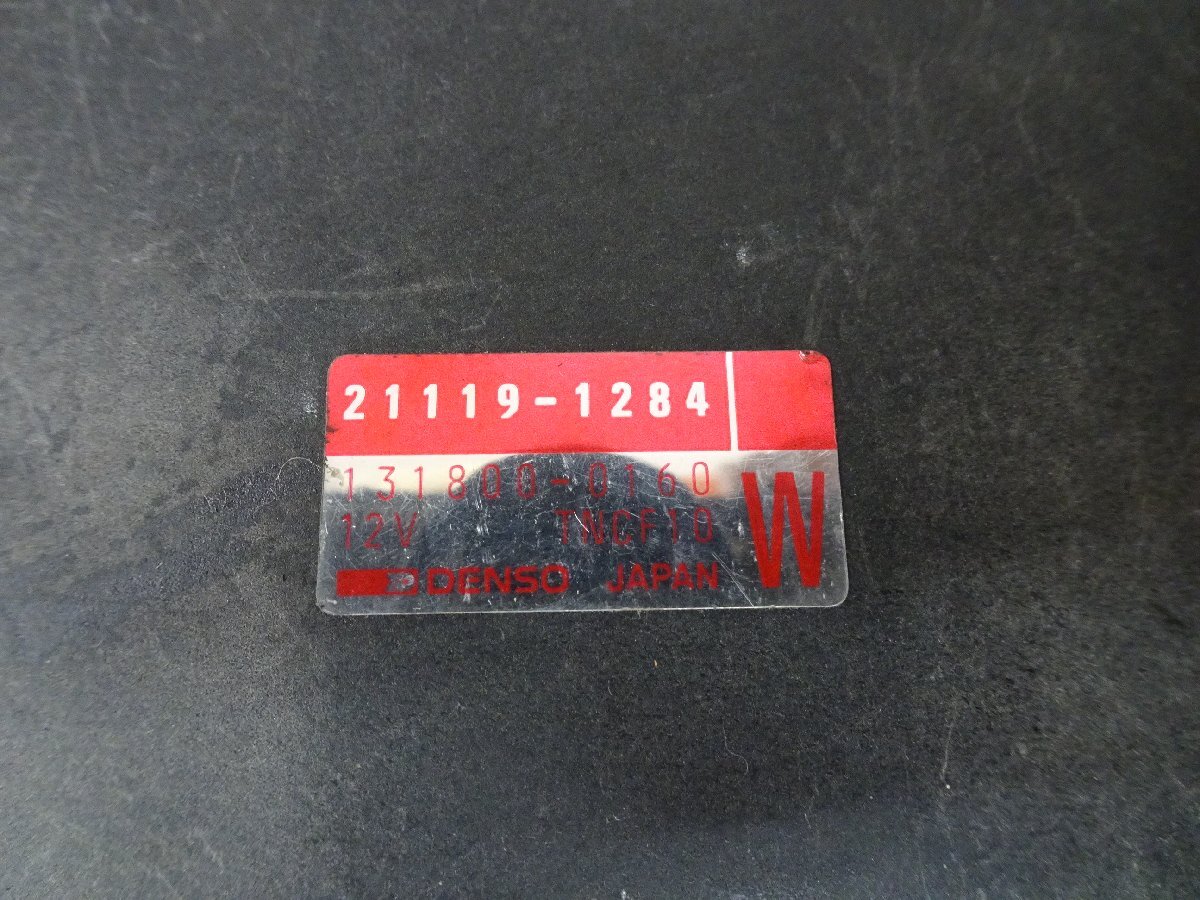 21119-1284
131800-0160
12V TNCF10
DENSO JAPAN
W